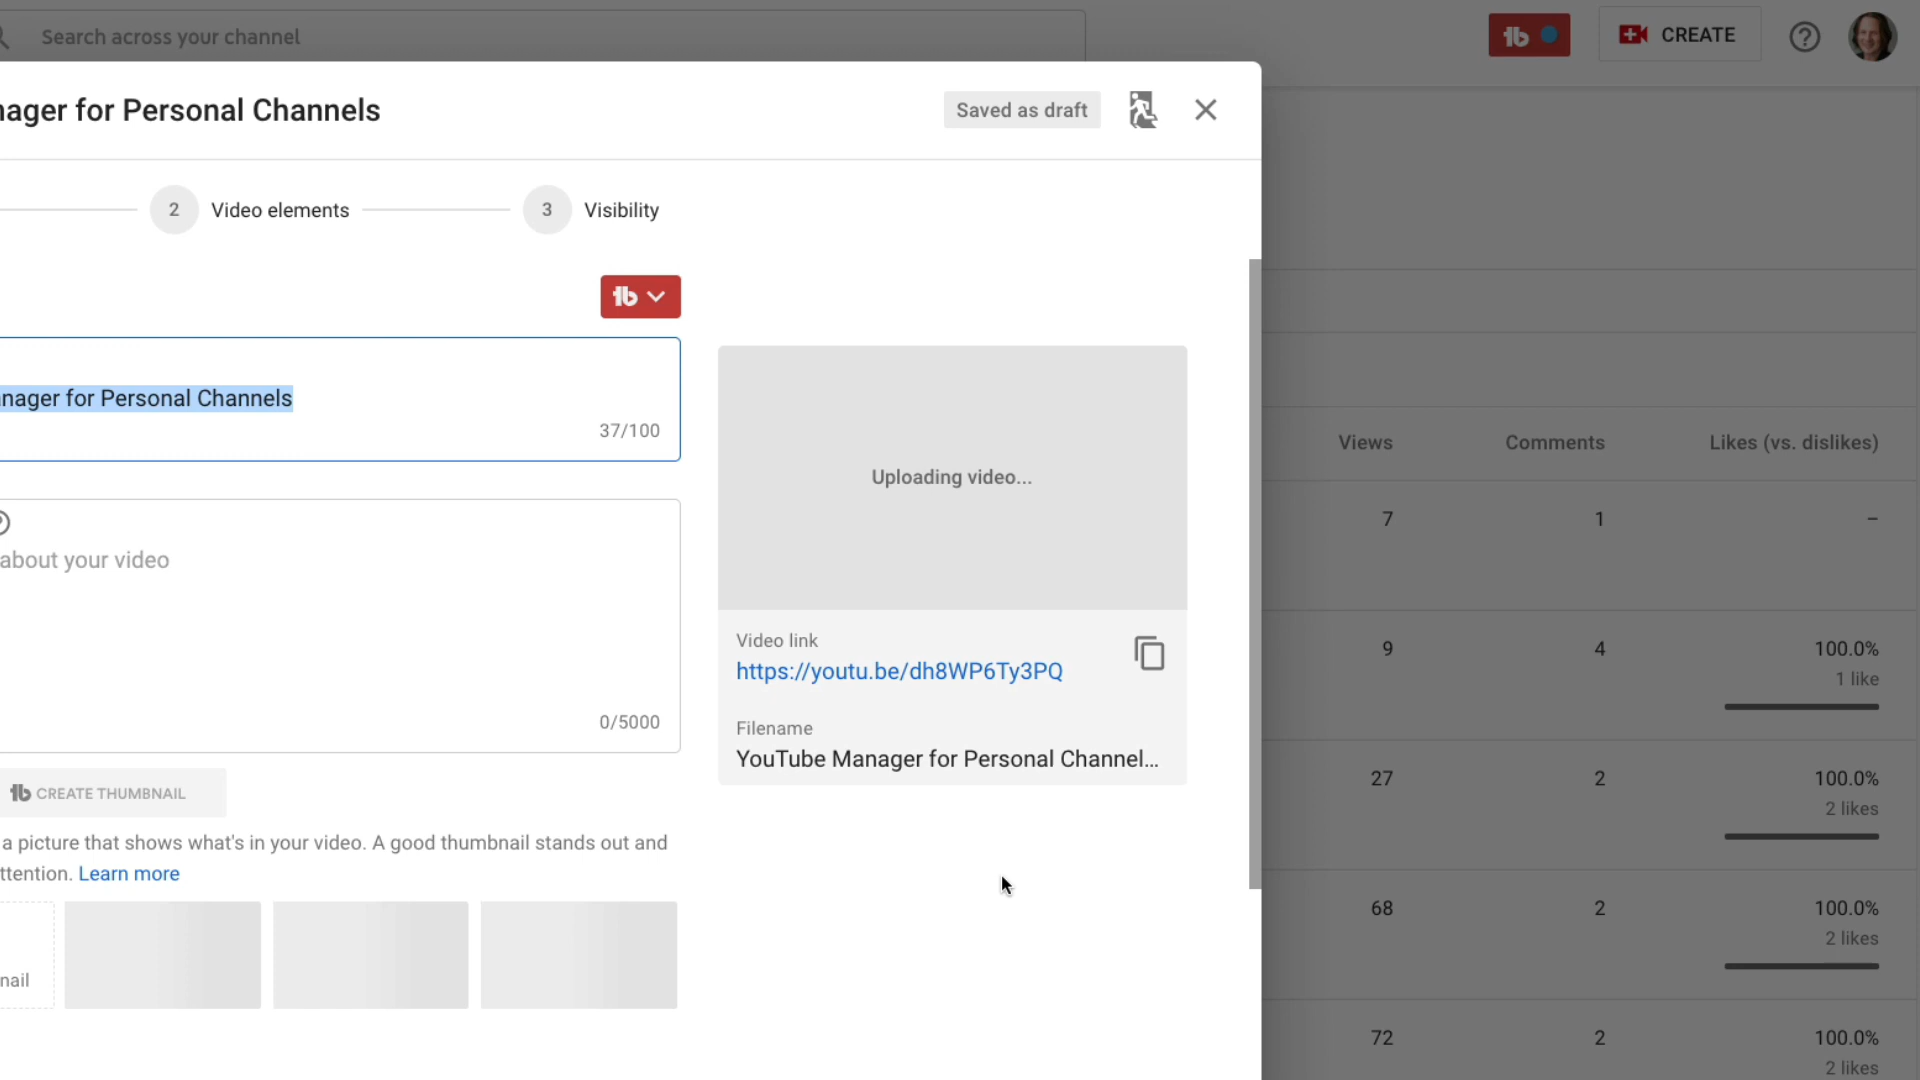 Search across your channel
CREATE
nager for Personal Channels
Saved as draft
2 Video elements
3 Visibility
nager for Personal Channels
37/100
about your video
0/5000
Uploading video...
Video link
https://youtu.be/dh8WP6Ty3PQ
Filename
YouTube Manager for Personal Channel...
CREATE THUMBNAIL
a picture that shows what's in your video. A good thumbnail stands out and
ttention. Learn more
nail
Views Comments Likes (vs. dislikes)
7 1 –
9 4 100.0%
1 like
27 2 100.0%
2 likes
68 2 100.0%
2 likes
72 2 100.0%
2 likes